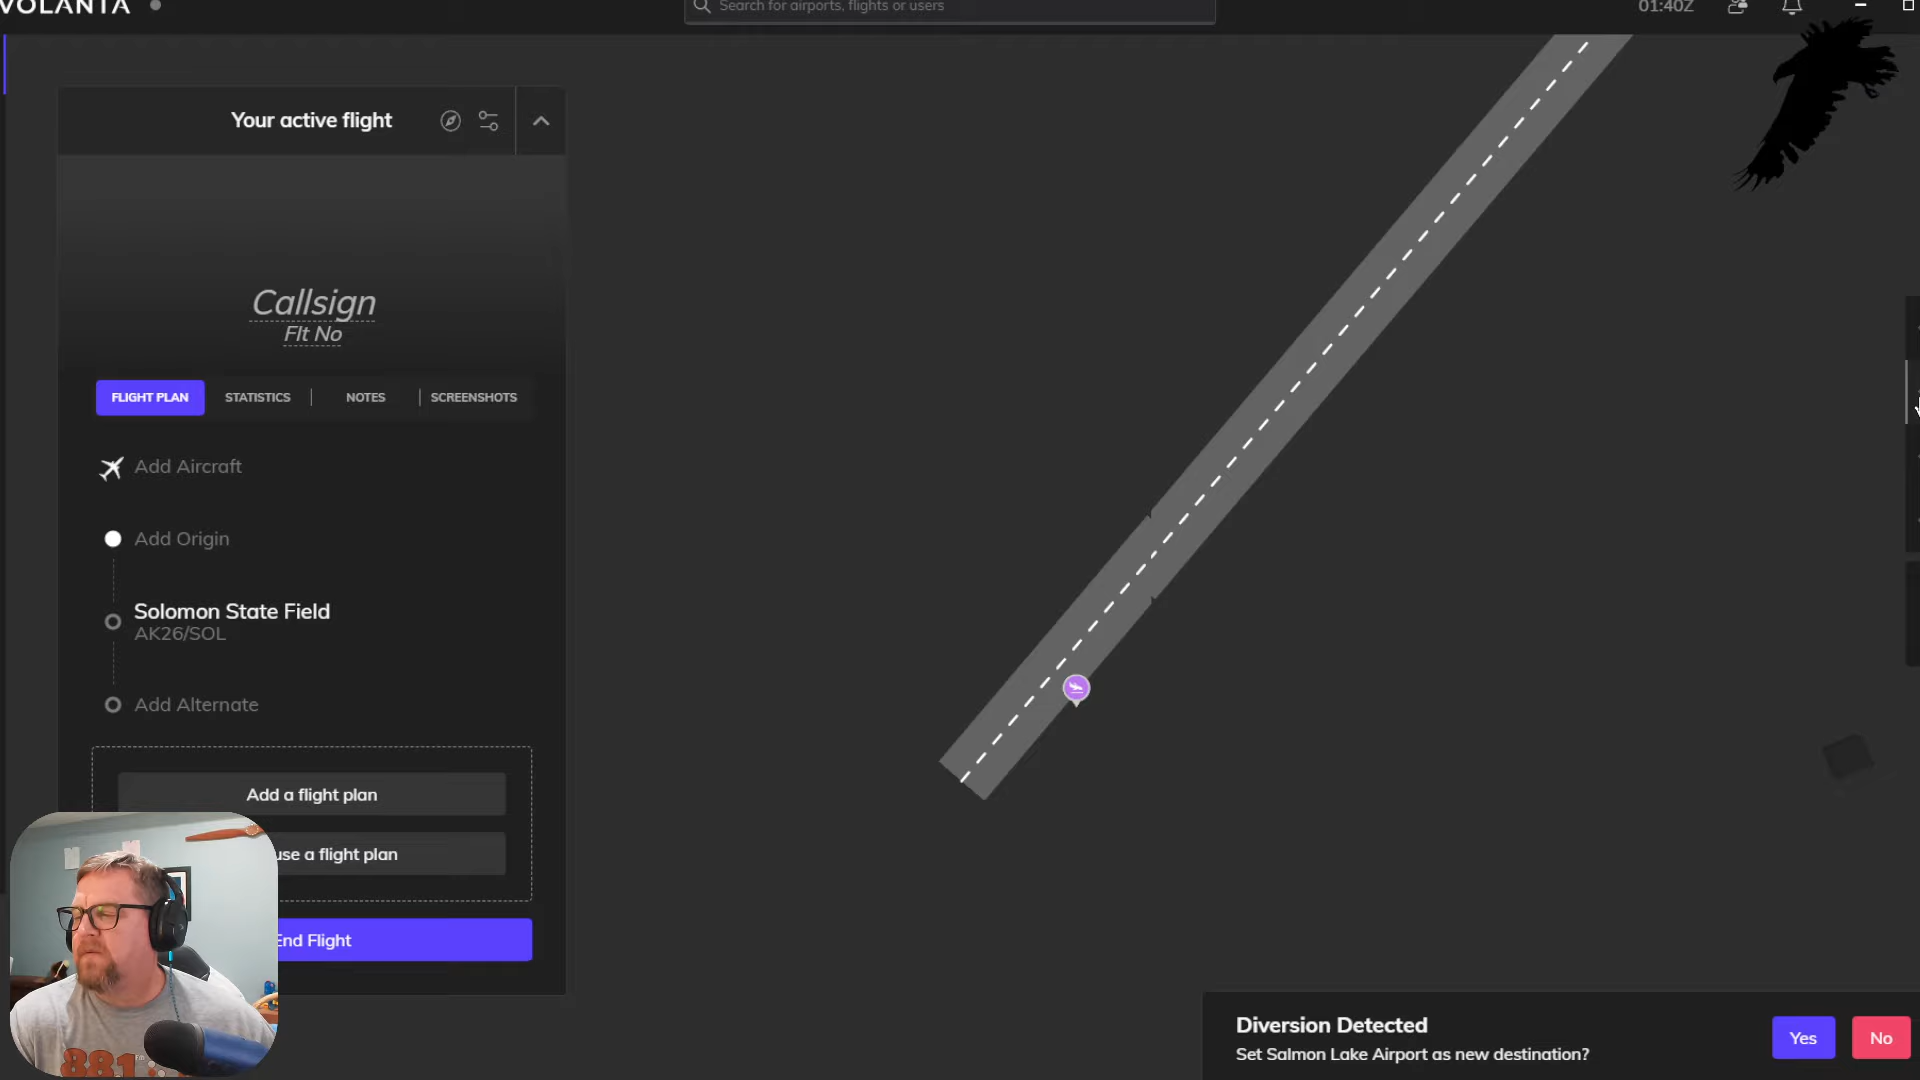 VOLANTA
Search for airports, flights or users
01:40Z
Your active flight
Callsign
Flt No
FLIGHT PLAN
STATISTICS
NOTES
SCREENSHOTS
Add Aircraft
Add Origin
Solomon State Field
AK26/SOL
Add Alternate
Add a flight plan
use a flight plan
End Flight
881
Diversion Detected
Set Salmon Lake Airport as new destination?
Yes
No